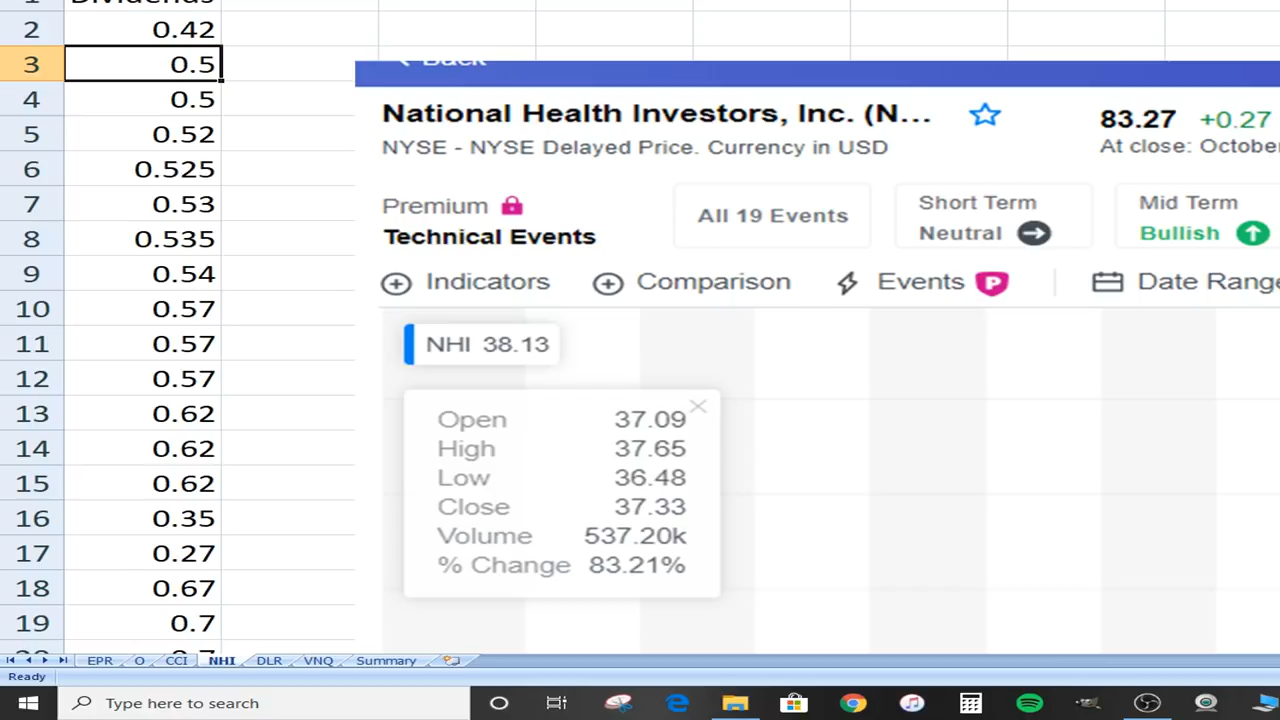 1 Dividends
2 0.42
3 0.5
4 0.5
5 0.52
6 0.525
7 0.53
8 0.535
9 0.54
10 0.57
11 0.57
12 0.57
13 0.62
14 0.62
15 0.62
16 0.35
17 0.27
18 0.67
19 0.7
20 0.7
Back
National Health Investors, Inc. (N...
83.27 +0.27
NYSE - NYSE Delayed Price. Currency in USD
At close: October
Premium
Technical Events
All 19 Events
Short Term
Neutral
Mid Term
Bullish
Indicators Comparison Events P Date Range
NHI 38.13
Open 37.09
High 37.65
Low 36.48
Close 37.33
Volume 537.20k
% Change 83.21%
EPR O CCI NHI DLR VNQ Summary
Ready
Type here to search